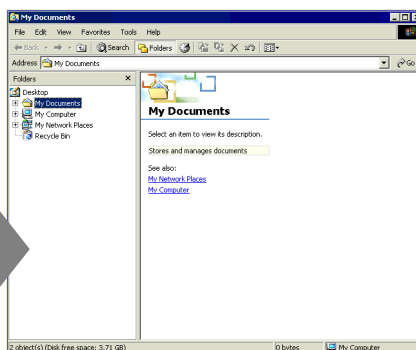 My Documents
File Edit View Favorites Tools Help
Back Search Folders
Address My Documents Go
Folders
Desktop
My Documents
My Computer
My Network Places
Recycle Bin
My Documents
Select an item to view its description.
Stores and manages documents
See also:
My Network Places
My Computer
2 object(s) (Disk free space: 3.71 GB) 0 bytes My Computer